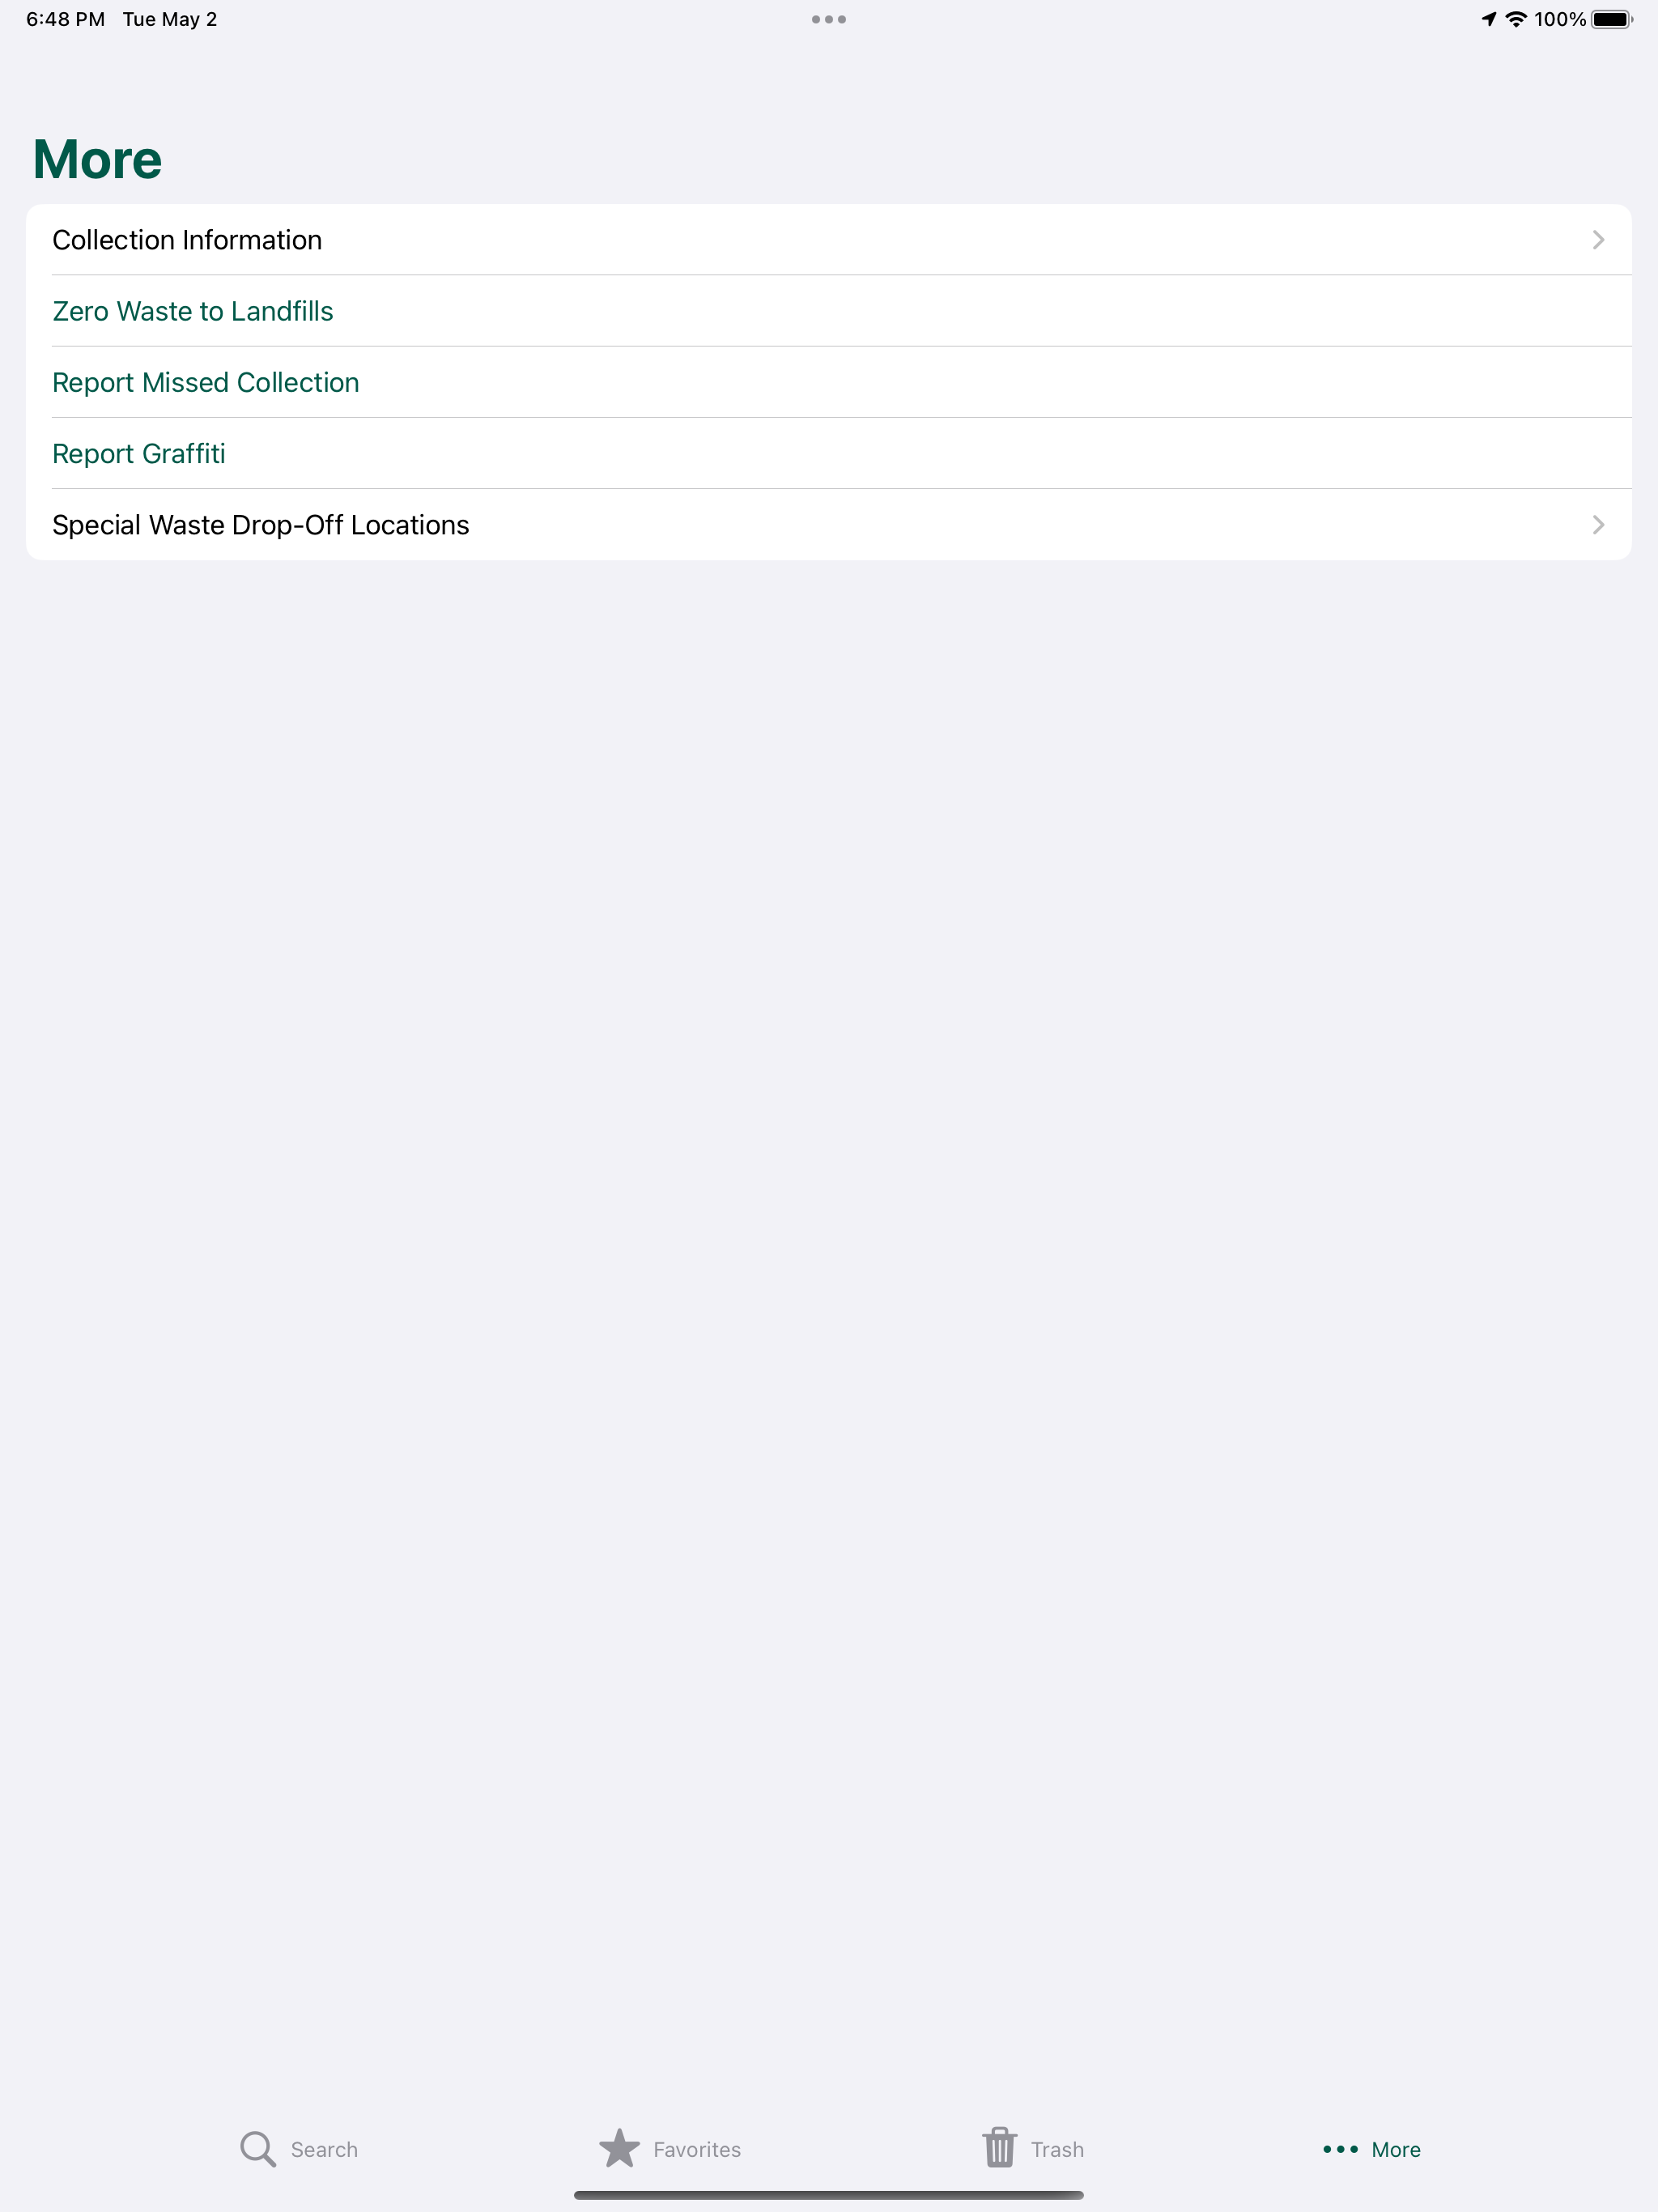 6:48 PM Tue May 2 100%
More
Collection Information
Zero Waste to Landfills
Report Missed Collection
Report Graffiti
Special Waste Drop-Off Locations
Search Favorites Trash More